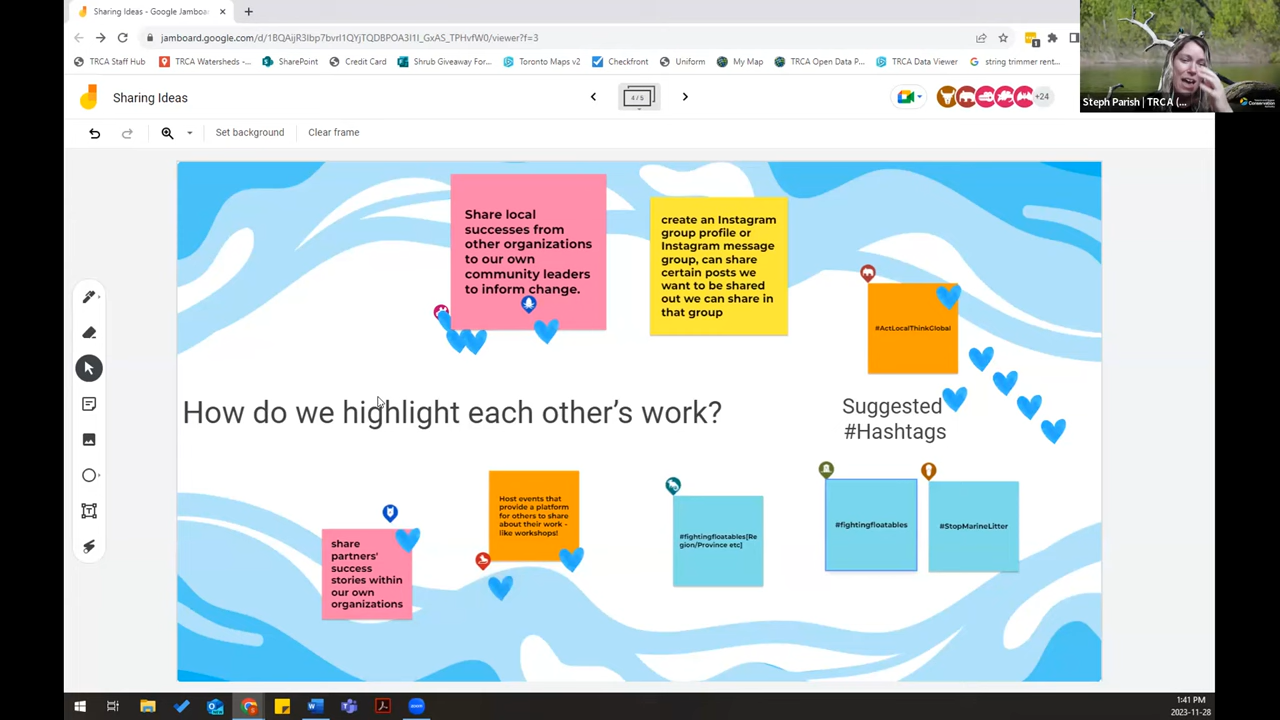 Sharing Ideas - Google Jamboa
jamboard.google.com/d/1BQAijR3Ibp7bvrI1QYjTQDBPOA3I1I_GxAS_TPHvfW0/viewer?f=3
TRCA Staff Hub
TRCA Watersheds -...
SharePoint
Credit Card
Shrub Giveaway For...
Toronto Maps v2
Checkfront
Uniform
My Map
TRCA Open Data P...
TRCA Data Viewer
string trimmer rent...
Steph Parish | TRCA (...
Conservation
Sharing Ideas
4 / 5
+24
Set background
Clear frame
Share local
successes from
other organizations
to our own
community leaders
to inform change.
create an Instagram
group profile or
Instagram message
group, can share
certain posts we
want to be shared
out we can share in
that group
#ActLocalThinkGlobal
How do we highlight each other's work?
Suggested
#Hashtags
share
partners'
success
stories within
our own
organizations
Host events that
provide a platform
for others to share
about their work -
like workshops!
#fightingfloatables[Re
gion/Province etc]
#fightingfloatables
#StopMarineLitter
1:41 PM
2023-11-28